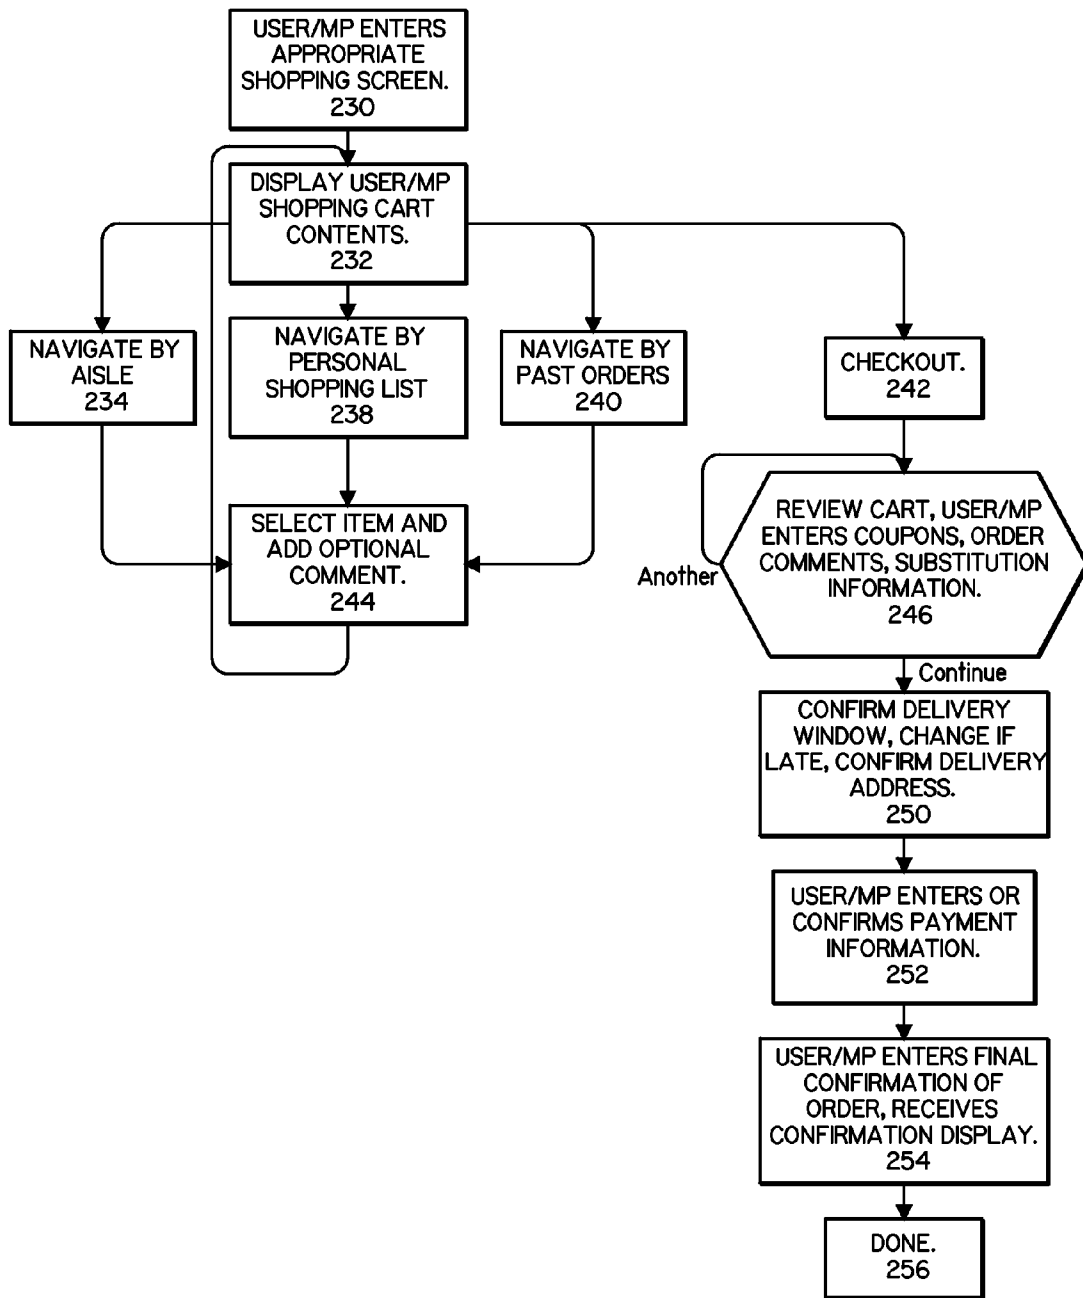 USER/MP ENTERS
APPROPRIATE
SHOPPING SCREEN.
230
DISPLAY USER/MP
SHOPPING CART
CONTENTS.
232
NAVIGATE BY
AISLE
234
NAVIGATE BY
PERSONAL
SHOPPING LIST
238
NAVIGATE BY
PAST ORDERS
240
CHECKOUT.
242
SELECT ITEM AND
ADD OPTIONAL
COMMENT.
244
REVIEW CART, USER/MP
ENTERS COUPONS, ORDER
COMMENTS, SUBSTITUTION
INFORMATION.
246
Another
Continue
CONFIRM DELIVERY
WINDOW, CHANGE IF
LATE, CONFIRM DELIVERY
ADDRESS.
250
USER/MP ENTERS OR
CONFIRMS PAYMENT
INFORMATION.
252
USER/MP ENTERS FINAL
CONFIRMATION OF
ORDER, RECEIVES
CONFIRMATION DISPLAY.
254
DONE.
256